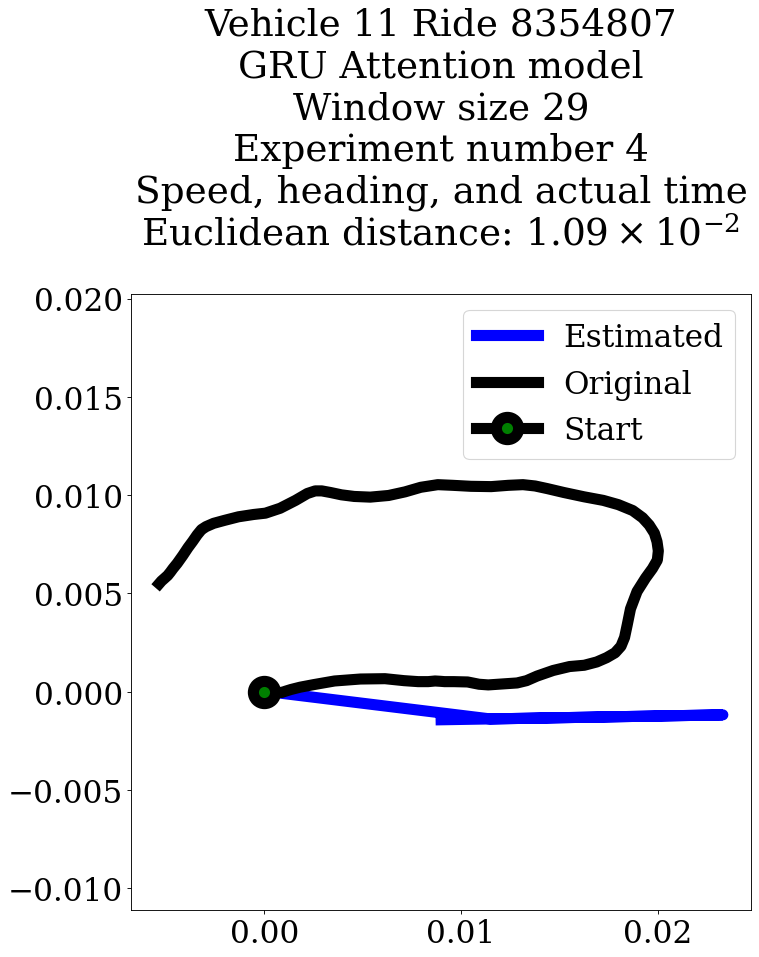 Vehicle 11 Ride 8354807
GRU Attention model
Window size 29
Experiment number 4
Speed, heading, and actual time
Euclidean distance: 1.09 × 10⁻²
0.020
0.015
0.010
0.005
0.000
−0.005
−0.010
Estimated
Original
Start
0.00 0.01 0.02